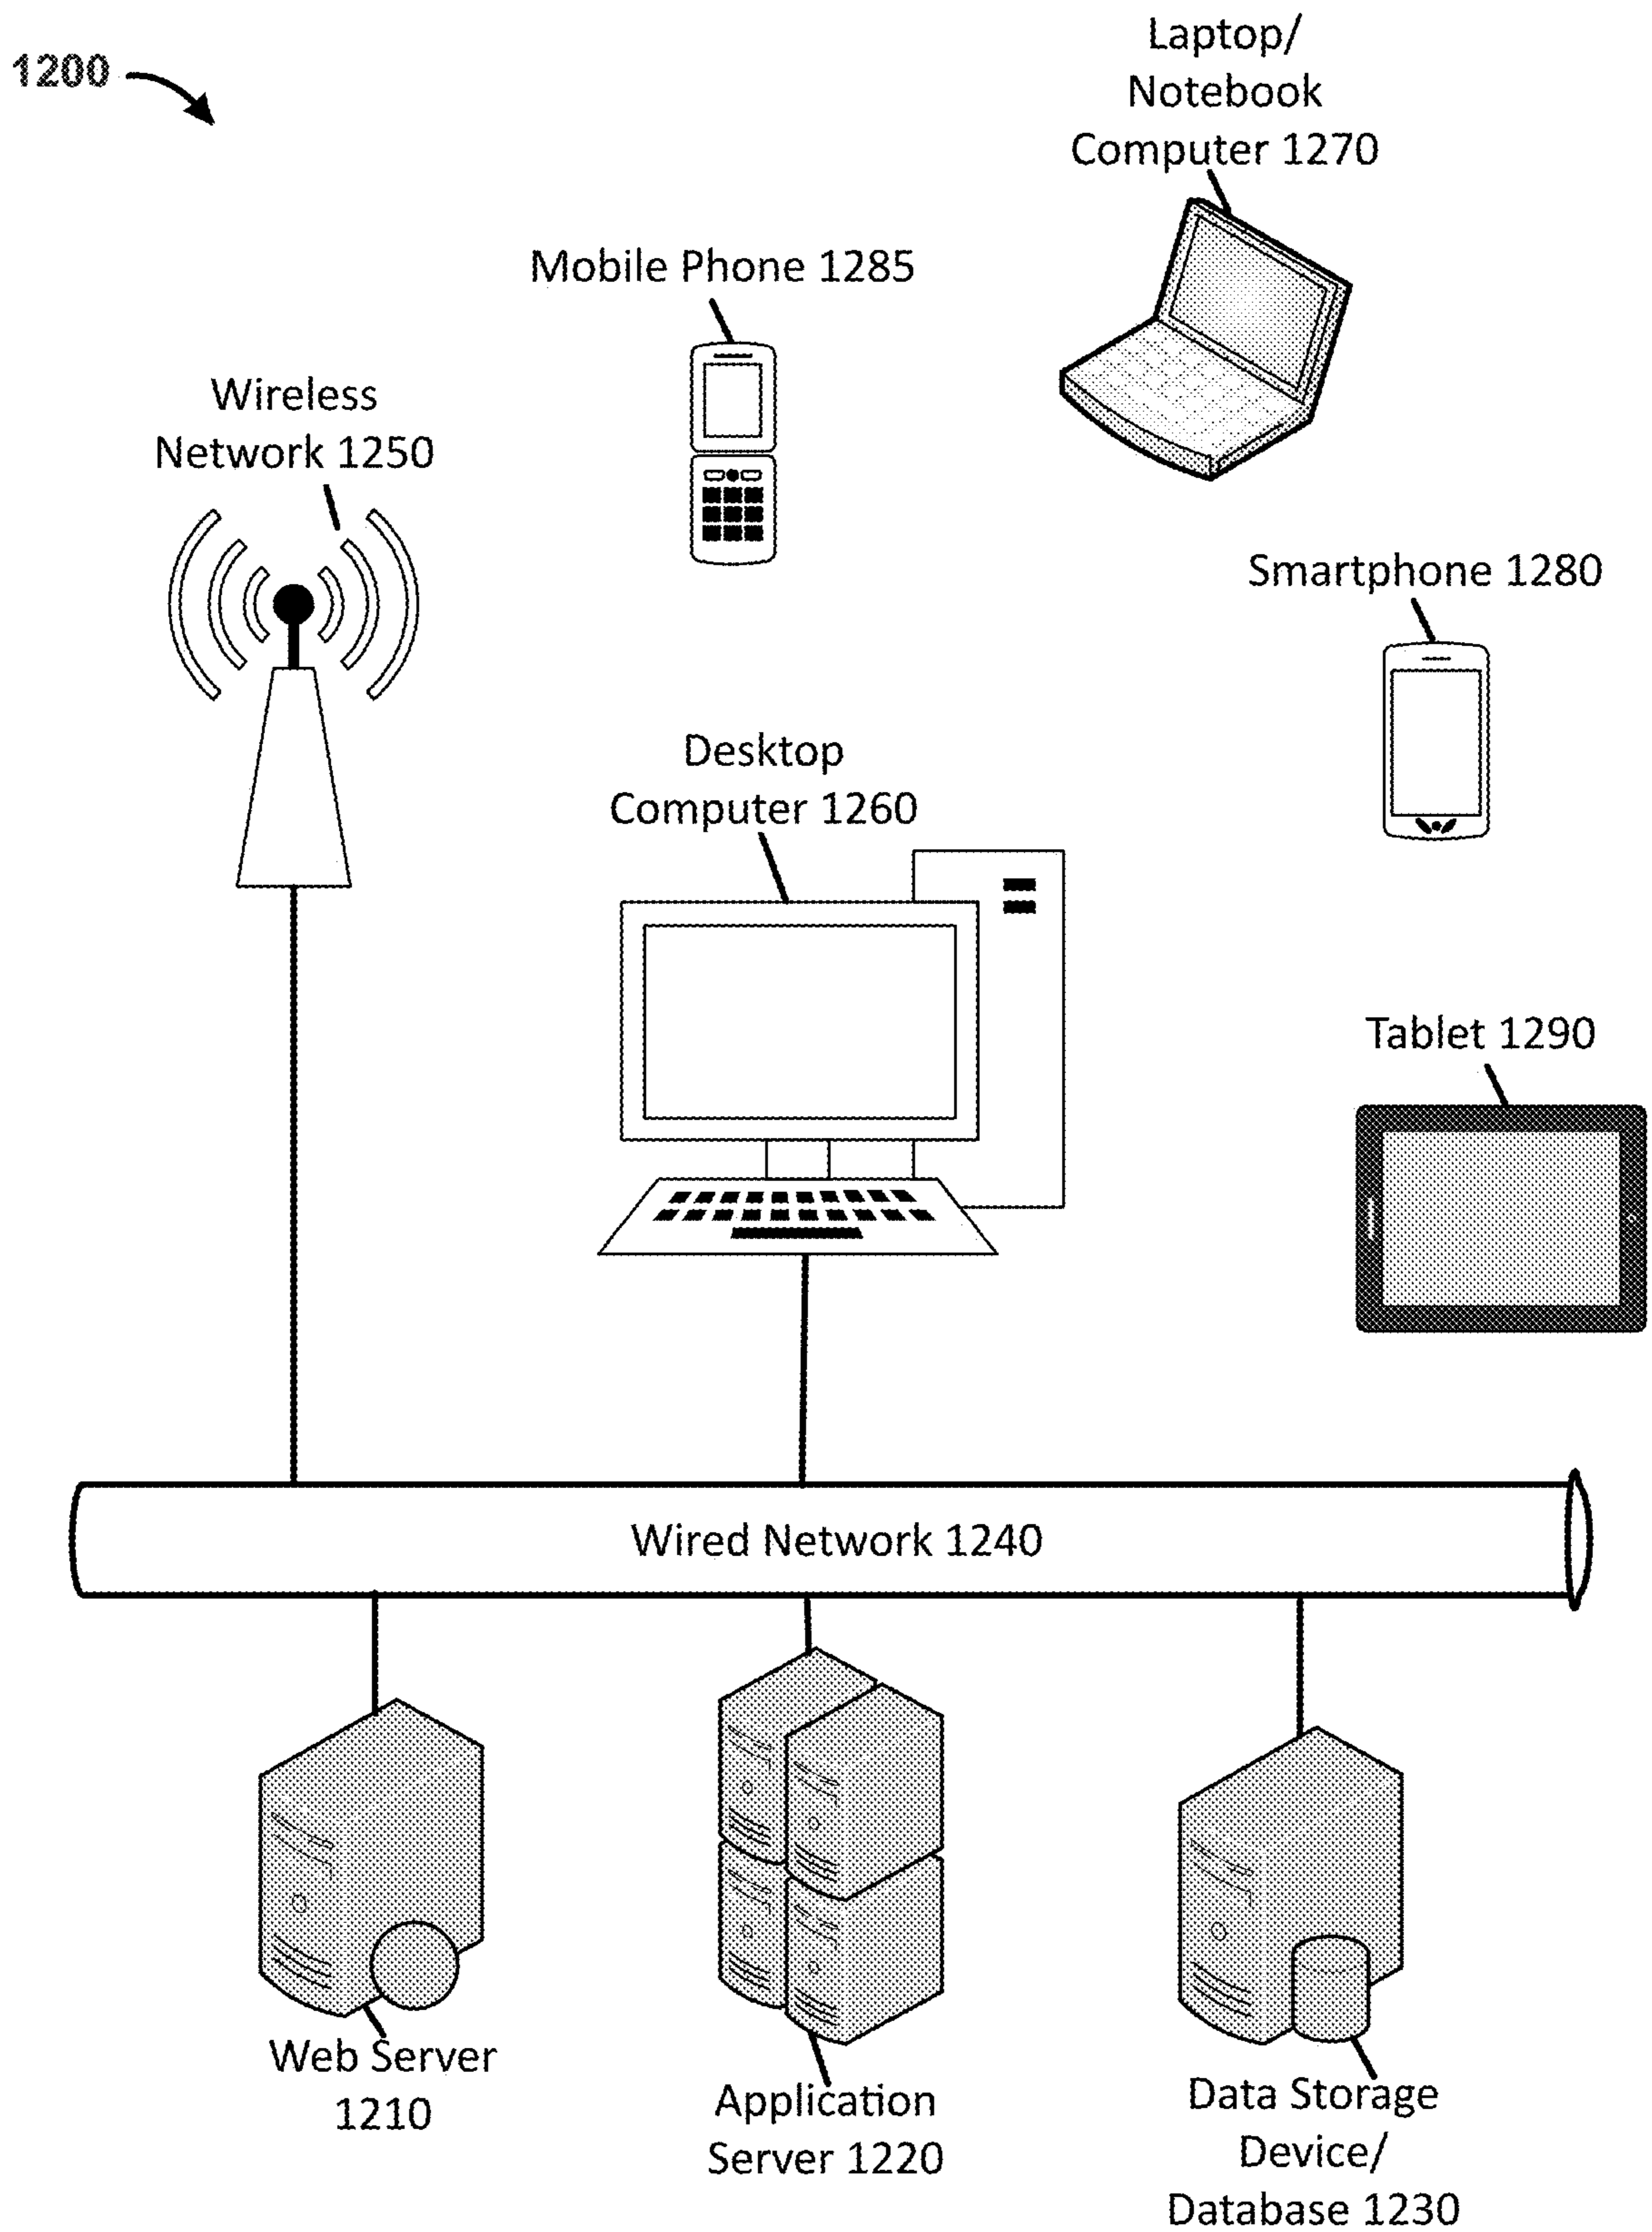 1200
Laptop/
Notebook
Computer 1270
Mobile Phone 1285
Wireless
Network 1250
Smartphone 1280
Desktop
Computer 1260
Tablet 1290
Wired Network 1240
Web Server
1210
Application
Server 1220
Data Storage
Device/
Database 1230